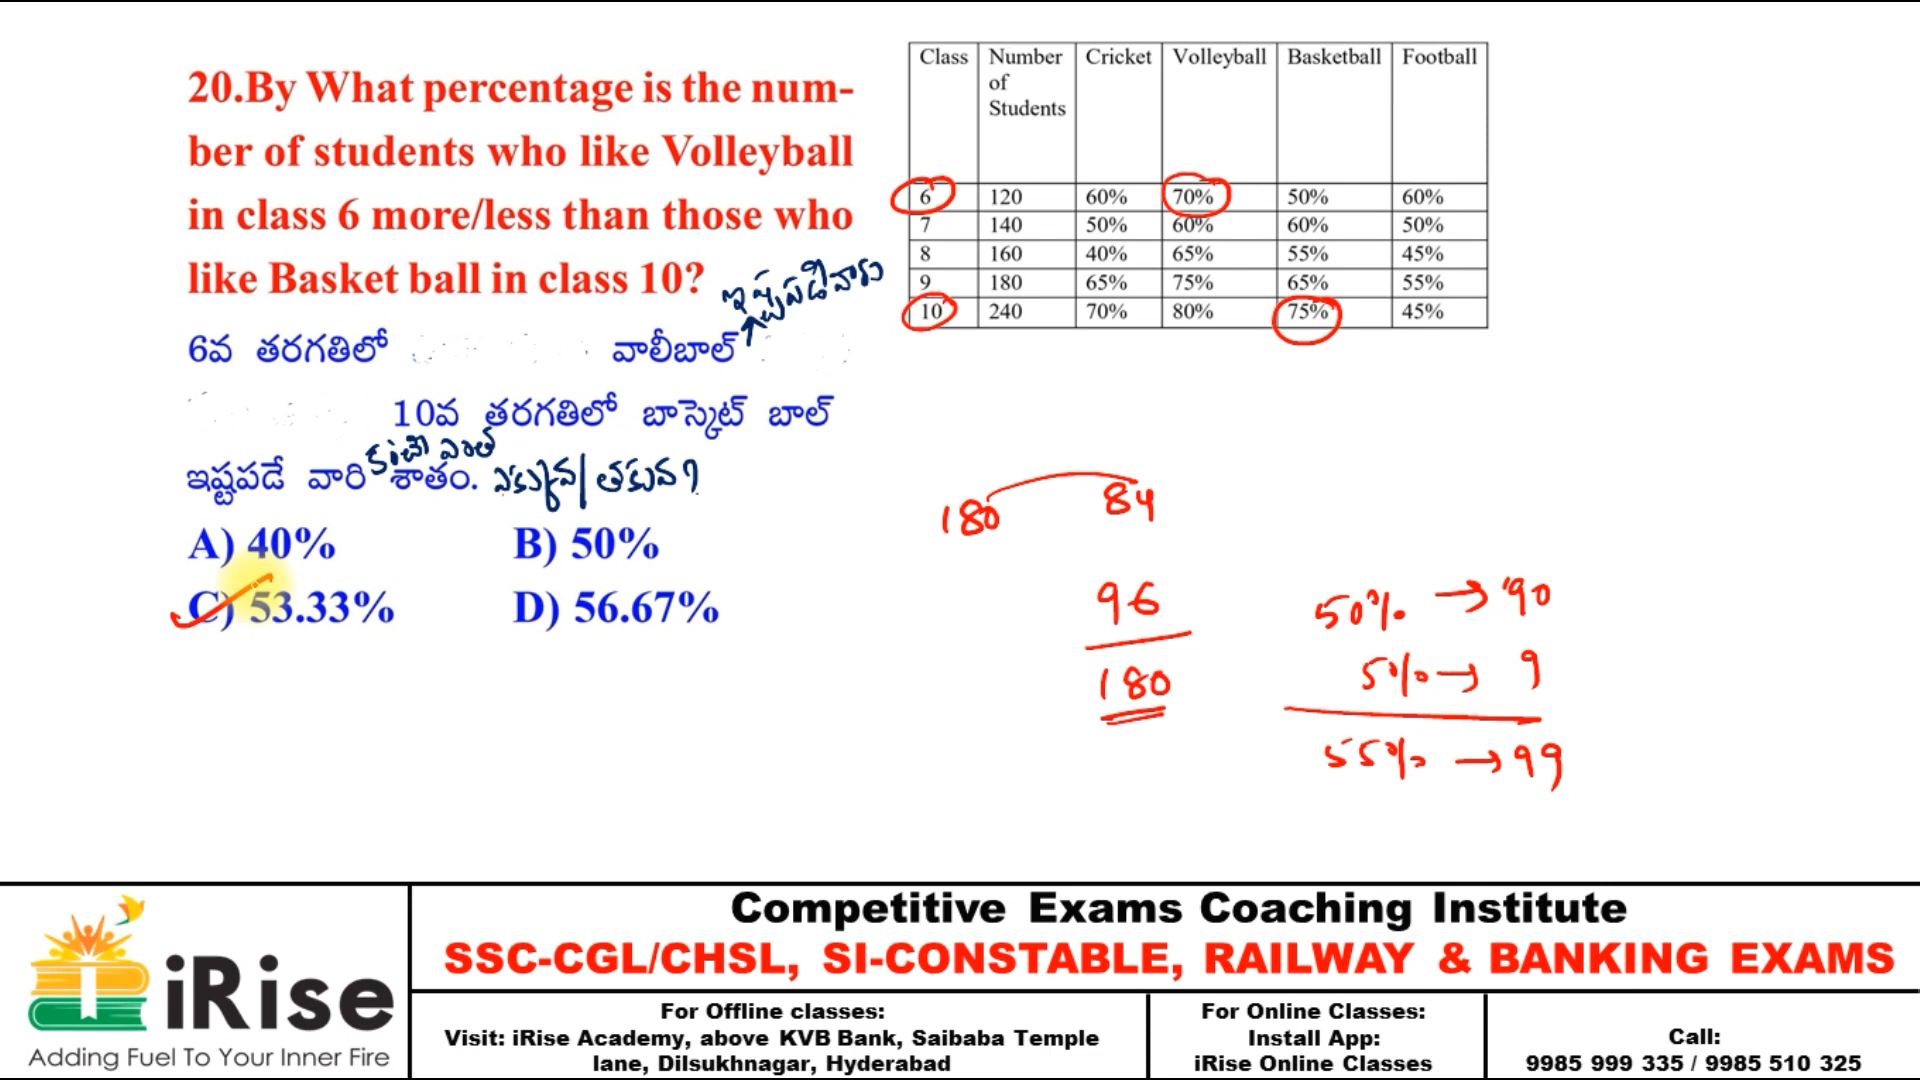 20.By What percentage is the num-
ber of students who like Volleyball
in class 6 more/less than those who
like Basket ball in class 10?
ఇష్టపడేవారు
6వ తరగతిలో వాలీబాల్
10వ తరగతిలో బాస్కెట్ బాల్
కంటే ఎంత
ఇష్టపడే వారి శాతం. ఎక్కువ/తక్కువ?
A) 40% B) 50%
C) 53.33% D) 56.67%
Class Number of Students Cricket Volleyball Basketball Football
6 120 60% 70% 50% 60%
7 140 50% 60% 60% 50%
8 160 40% 65% 55% 45%
9 180 65% 75% 65% 55%
10 240 70% 80% 75% 45%
180 84
96
180
50% → 90
5% → 9
55% → 99
iRise
Adding Fuel To Your Inner Fire
Competitive Exams Coaching Institute
SSC-CGL/CHSL, SI-CONSTABLE, RAILWAY & BANKING EXAMS
For Offline classes:
Visit: iRise Academy, above KVB Bank, Saibaba Temple
lane, Dilsukhnagar, Hyderabad
For Online Classes:
Install App:
iRise Online Classes
Call:
9985 999 335 / 9985 510 325